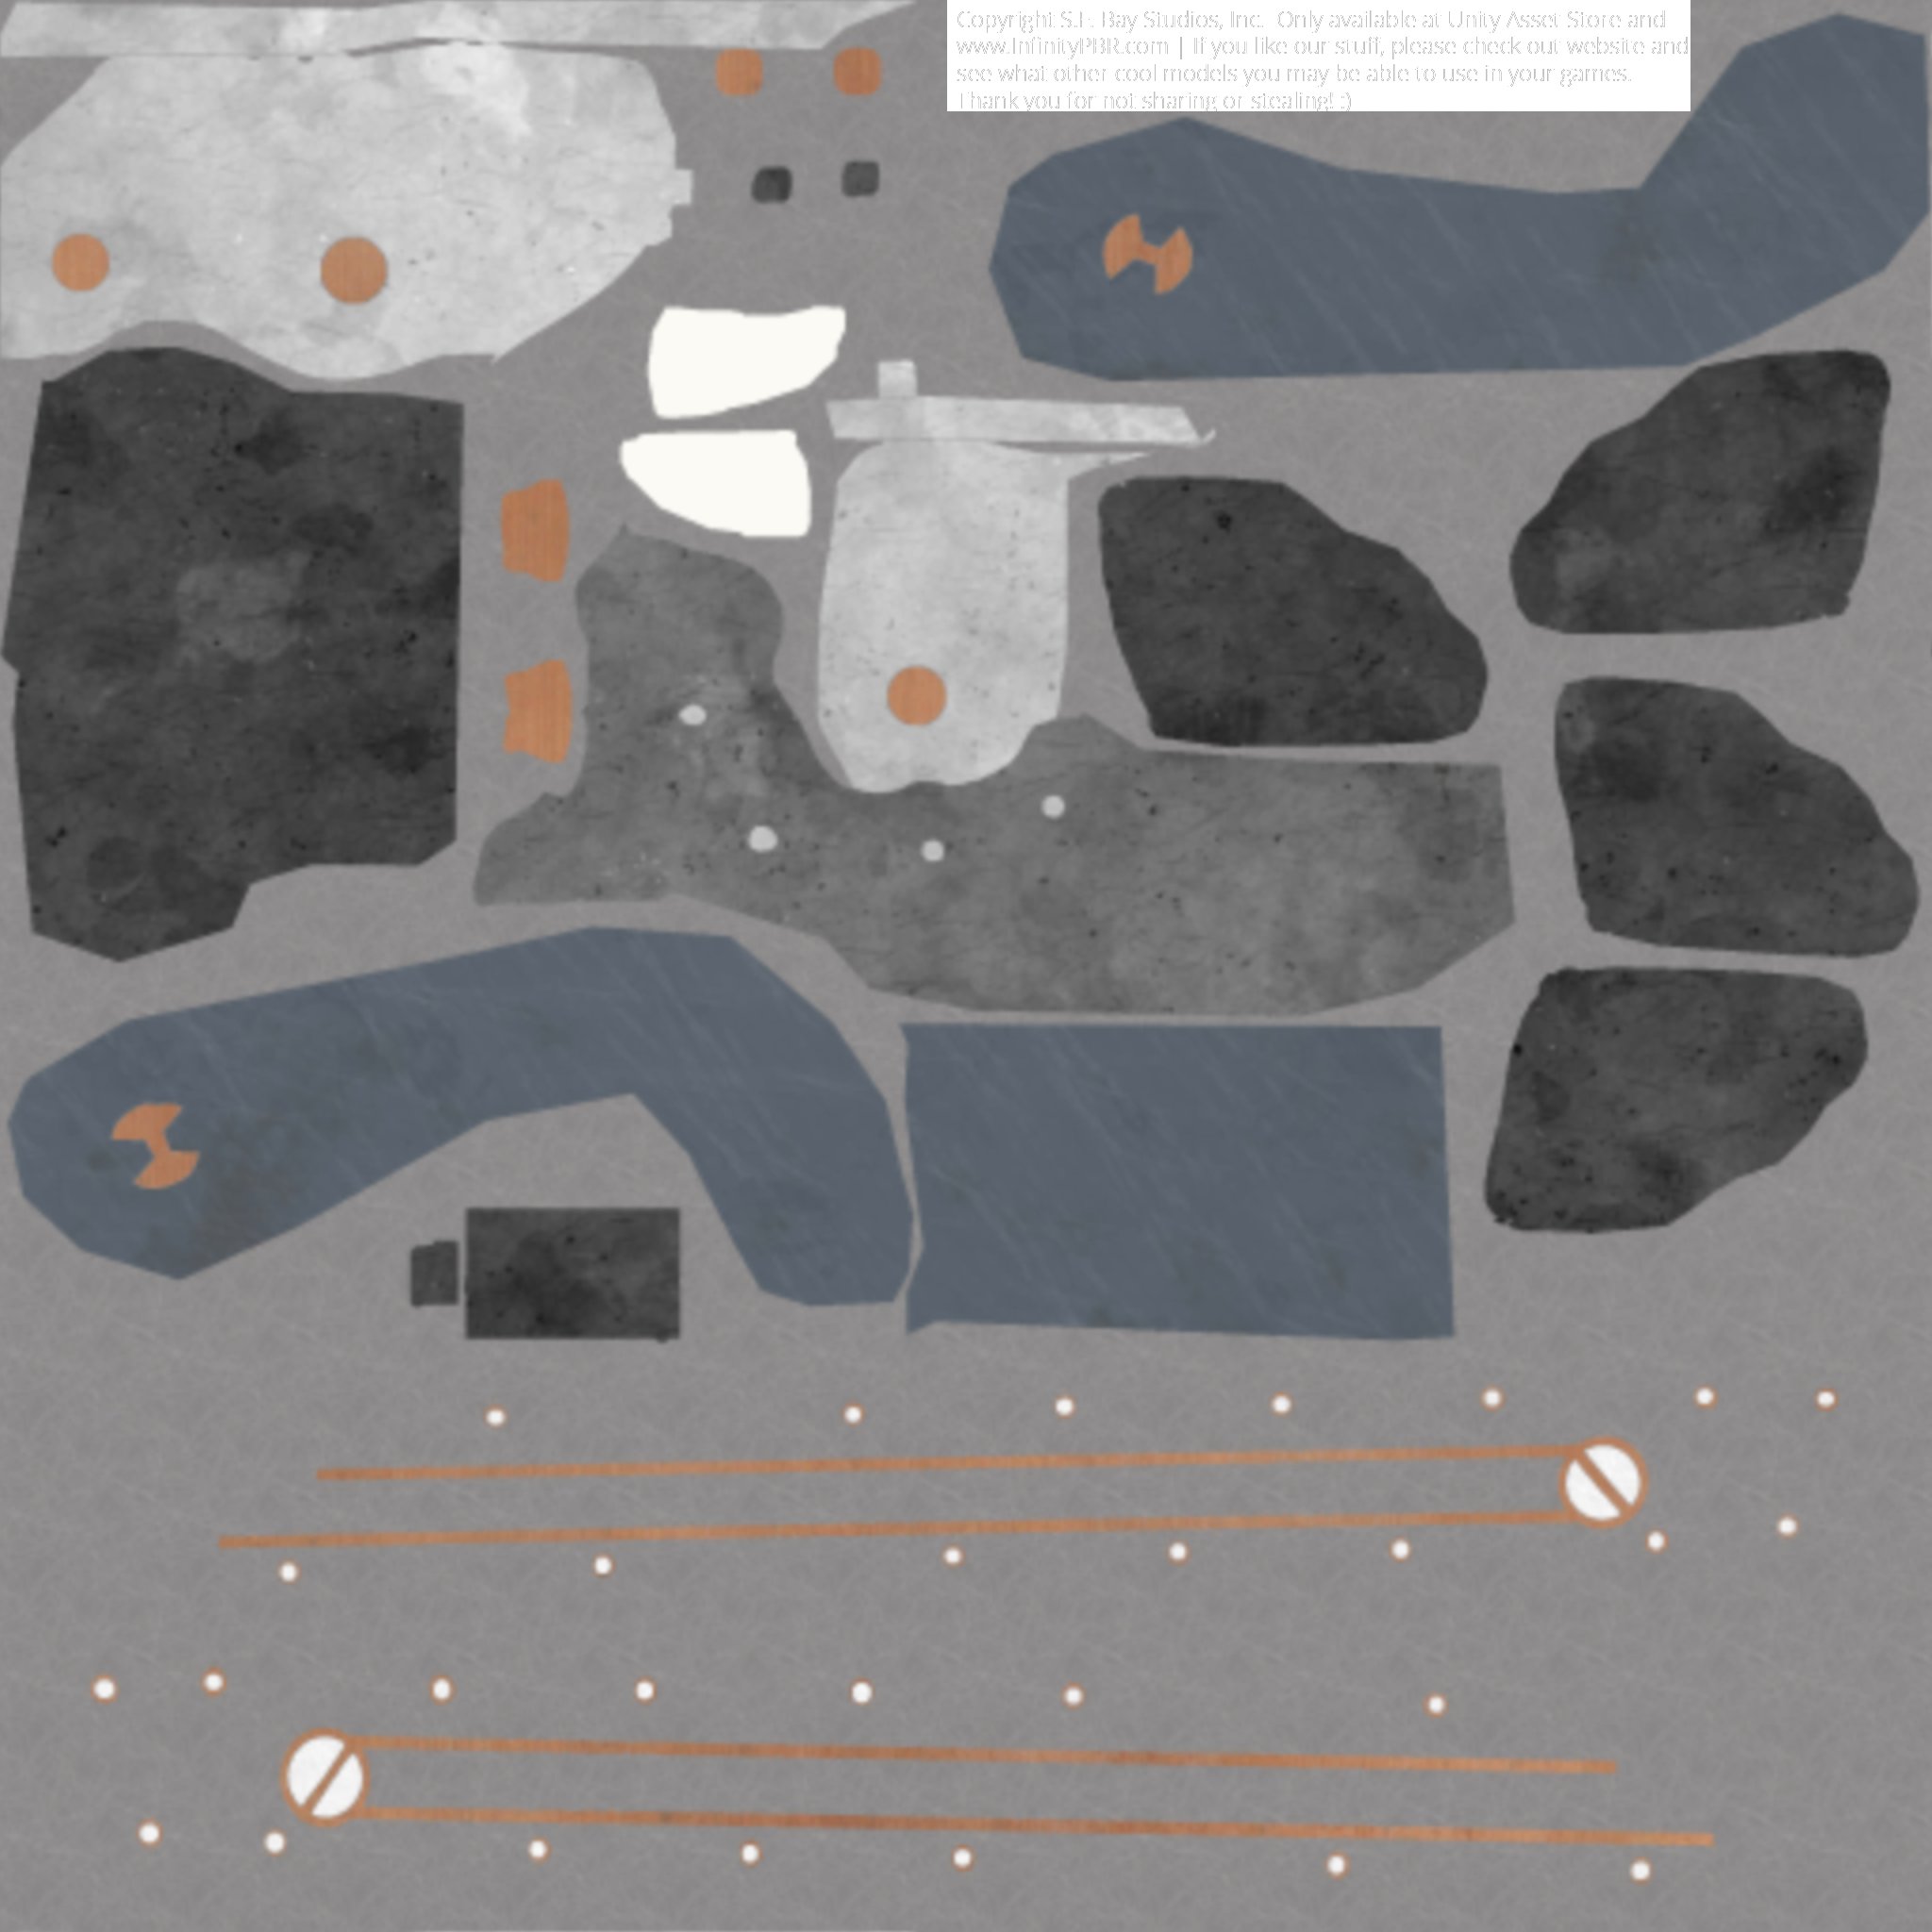 Copyright S.F. Bay Studios, Inc.  Only available at Unity Asset Store and
www.InfinityPBR.com | If you like our stuff, please check out website and
see what other cool models you may be able to use in your games.
Thank you for not sharing or stealing! :)